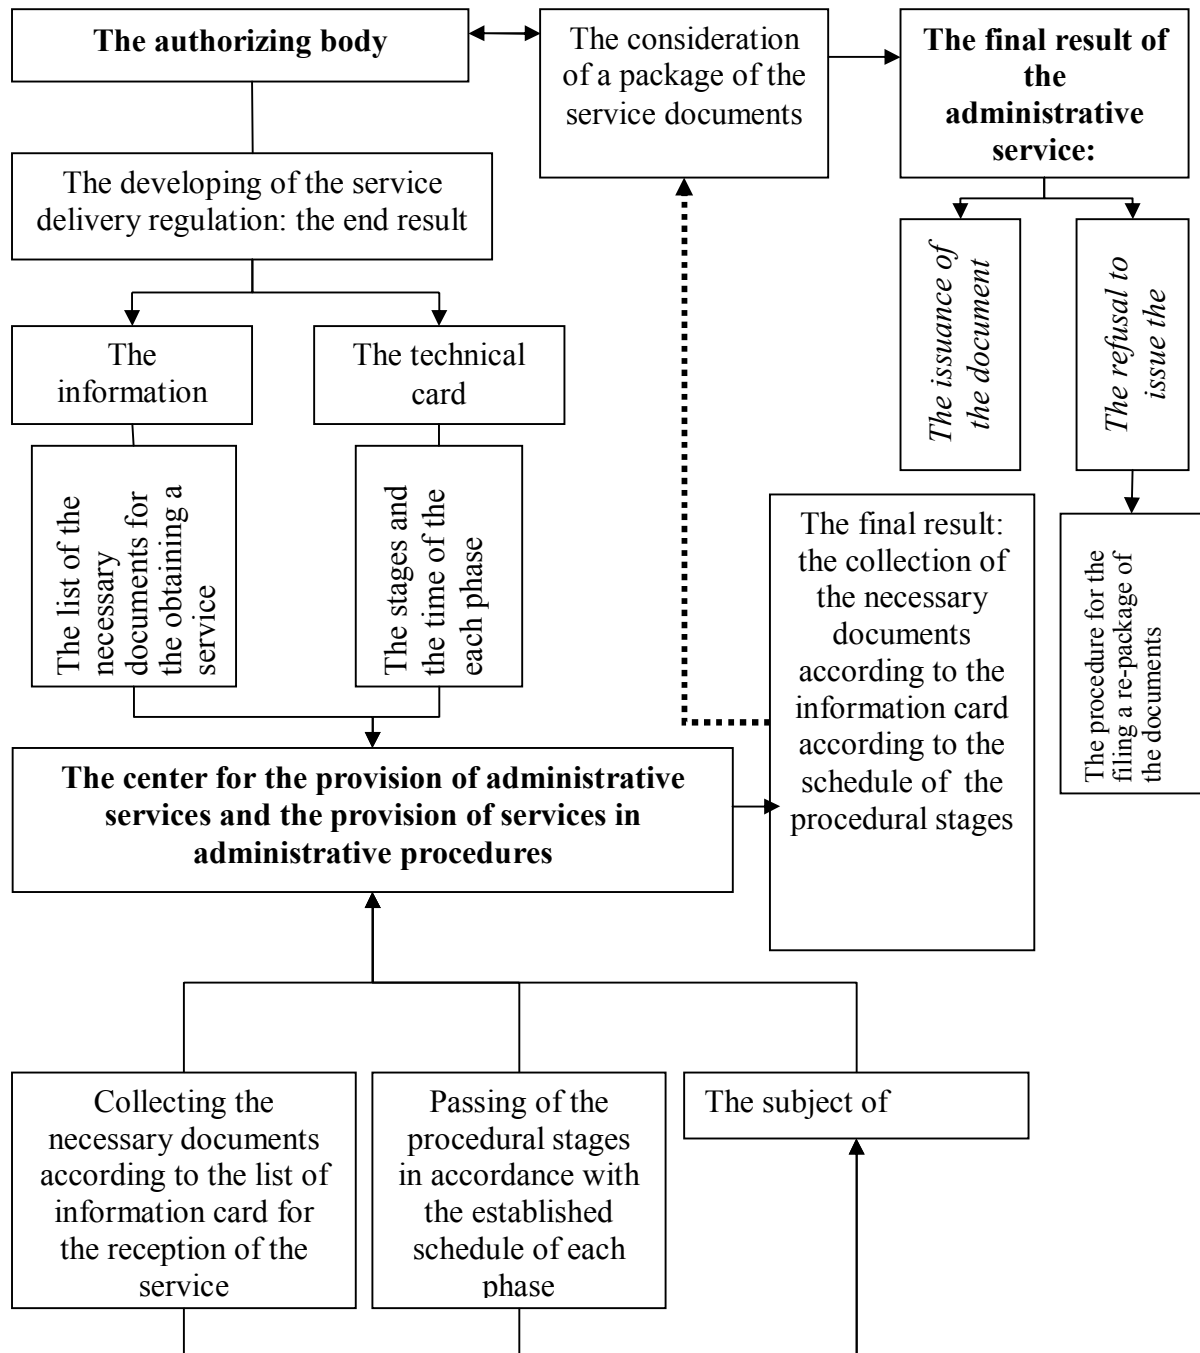 The authorizing body
The consideration
of a package of the
service documents
The final result of
the
administrative
service:
The developing of the service
delivery regulation: the end result
The issuance of
the document
The refusal to
issue the
The
information
The technical
card
The list of the
necessary
documents for
the obtaining a
service
The stages and
the time of the
each phase
The final result:
the collection of
the necessary
documents
according to the
information card
according to the
schedule of the
procedural stages
The procedure for the
filing a re-package of
the documents
The center for the provision of administrative
services and the provision of services in
administrative procedures
Collecting the
necessary documents
according to the list of
information card for
the reception of the
service
Passing of the
procedural stages
in accordance with
the established
schedule of each
phase
The subject of